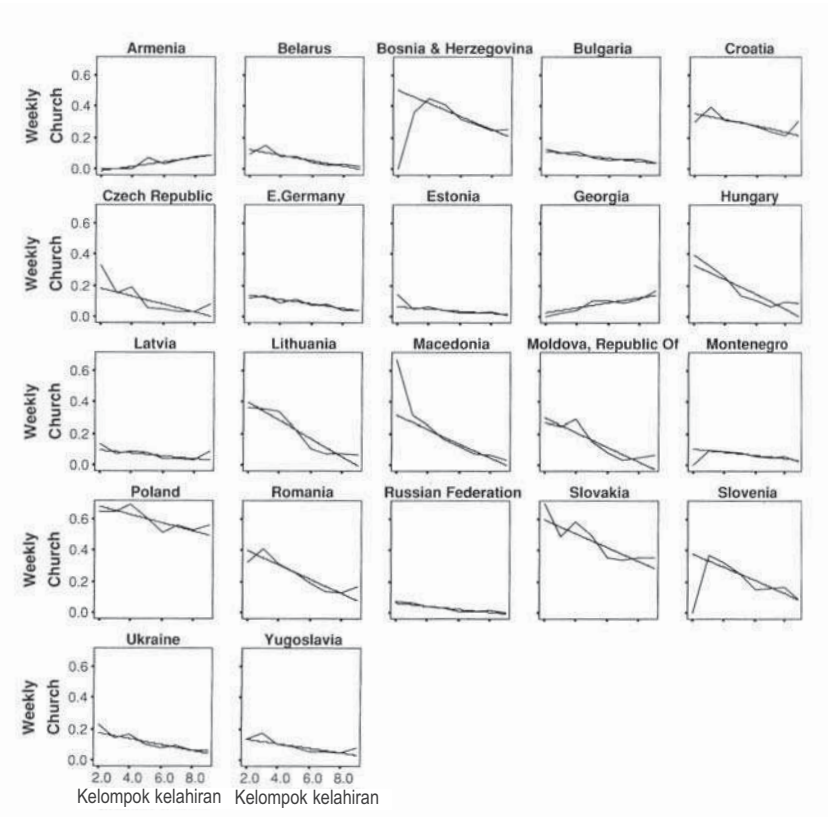 Armenia Belarus Bosnia & Herzegovina Bulgaria Croatia
Weekly
Church
0.6
0.4
0.2
0.0
Czech Republic E.Germany Estonia Georgia Hungary
Weekly
Church
0.6
0.4
0.2
0.0
Latvia Lithuania Macedonia Moldova, Republic Of Montenegro
Weekly
Church
0.6
0.4
0.2
0.0
Poland Romania Russian Federation Slovakia Slovenia
Weekly
Church
0.6
0.4
0.2
0.0
Ukraine Yugoslavia
Weekly
Church
0.6
0.4
0.2
0.0
2.0 4.0 6.0 8.0 2.0 4.0 6.0 8.0
Kelompok kelahiran Kelompok kelahiran